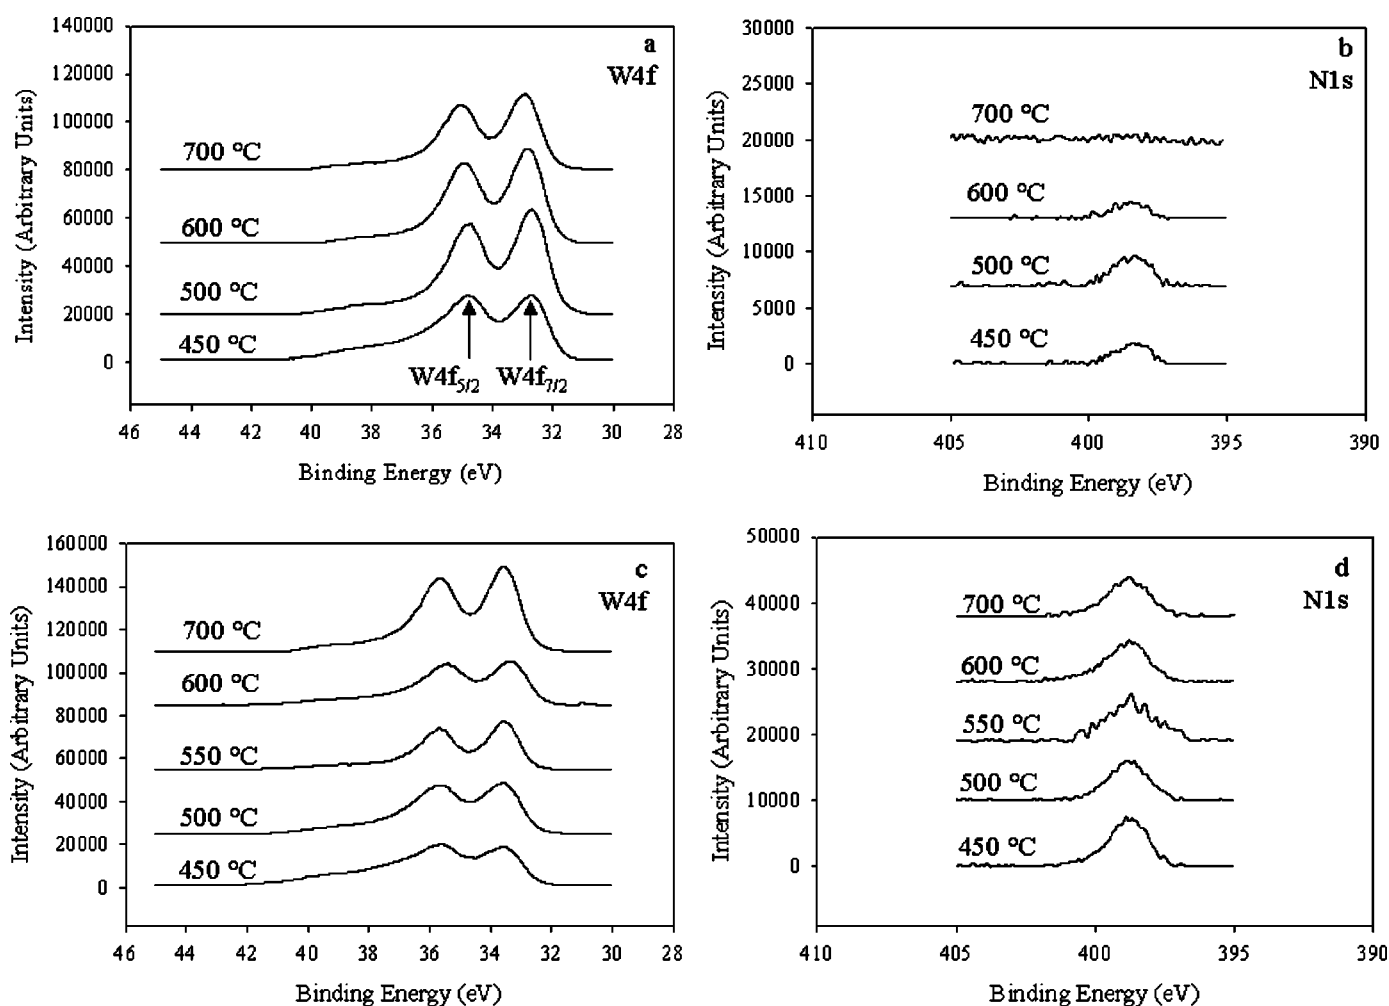 140000
120000
100000
80000
60000
40000
20000
0
Intensity (Arbitrary Units)
a
W4f
700 °C
600 °C
500 °C
450 °C
W4f5/2 W4f7/2
46 44 42 40 38 36 34 32 30 28
Binding Energy (eV)
30000
25000
20000
15000
10000
5000
0
Intensity (Arbitrary Units)
b
N1s
700 °C
600 °C
500 °C
450 °C
410 405 400 395 390
Binding Energy (eV)
160000
140000
120000
100000
80000
60000
40000
20000
0
Intensity (Arbitrary Units)
c
W4f
700 °C
600 °C
550 °C
500 °C
450 °C
46 44 42 40 38 36 34 32 30 28
Binding Energy (eV)
50000
40000
30000
20000
10000
0
Intensity (Arbitrary Units)
d
N1s
700 °C
600 °C
550 °C
500 °C
450 °C
410 405 400 395 390
Binding Energy (eV)